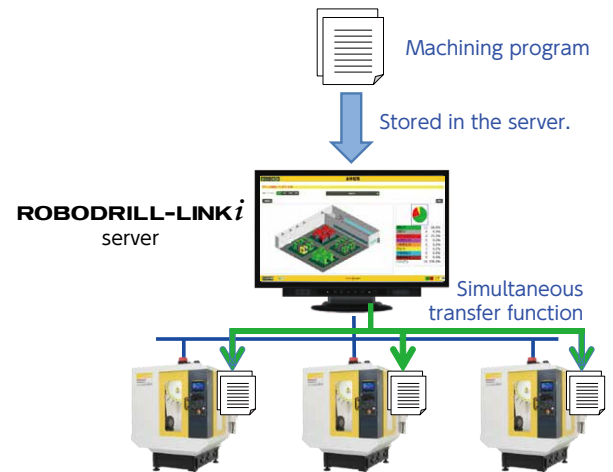 Machining program
Stored in the server.
ROBODRILL-LINKi
server
Simultaneous
transfer function